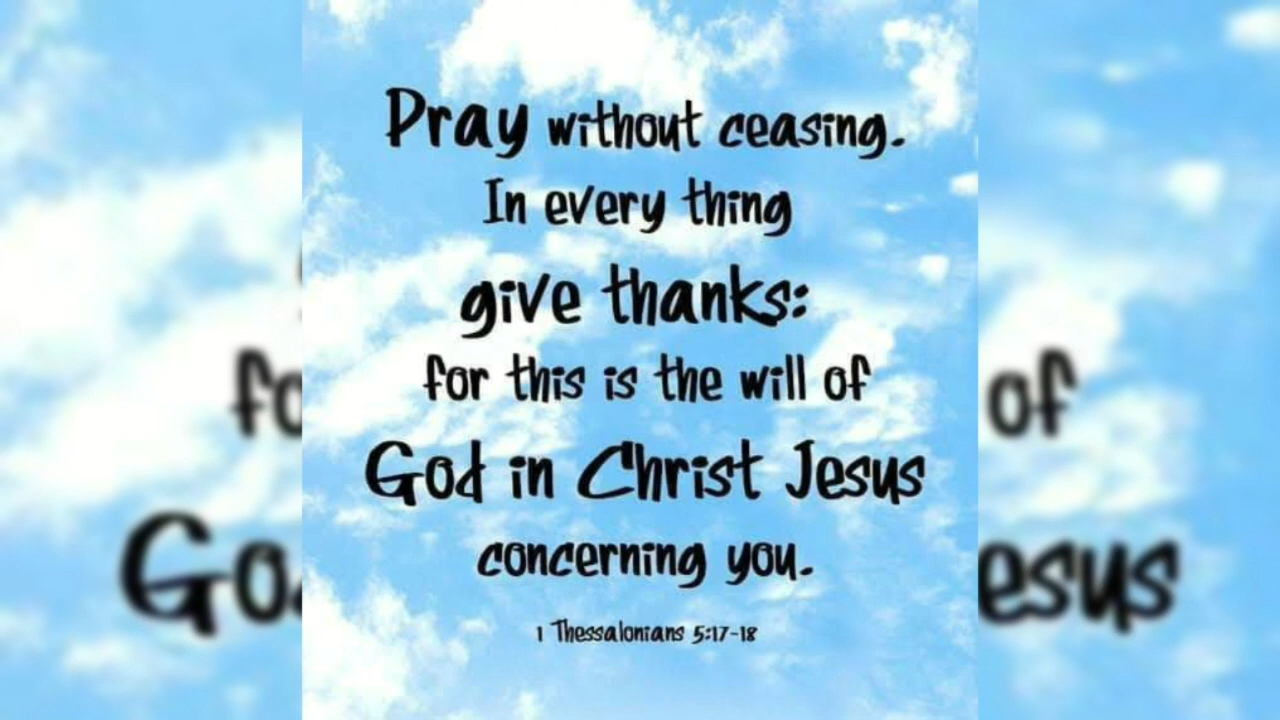 Pray without ceasing.
In every thing
give thanks:
for this is the will of
God in Christ Jesus
concerning you.
1 Thessalonians 5:17-18